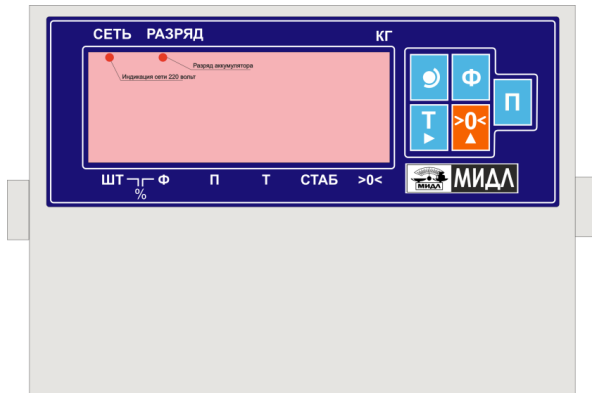 СЕТЬ РАЗРЯД КГ
Разряд аккумулятора
Индикация сети 220 вольт
Ф
П
Т >0<
ШТ Ф П Т СТАБ >0<
%
МИДЛ МИДЛ